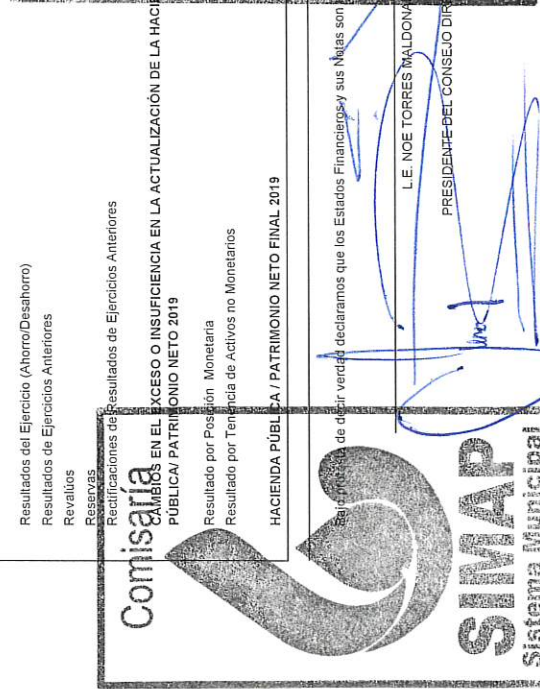 Resultados del Ejercicio (Ahorro/Desahorro)
Resultados de Ejercicios Anteriores
Revalúos
Reservas
Rectificaciones de Resultados de Ejercicios Anteriores
CAMBIOS EN EL EXCESO O INSUFICIENCIA EN LA ACTUALIZACIÓN DE LA HACI
PÚBLICA/ PATRIMONIO NETO 2019
Resultado por Posición Monetaria
Resultado por Tenencia de Activos no Monetarios
HACIENDA PÚBLICA / PATRIMONIO NETO FINAL 2019
Bajo protesta de decir verdad declaramos que los Estados Financieros y sus Notas son
L.E. NOE TORRES MALDONA
PRESIDENTE DEL CONSEJO DIR
Comisaría
SIMAP
Sistema Municipal